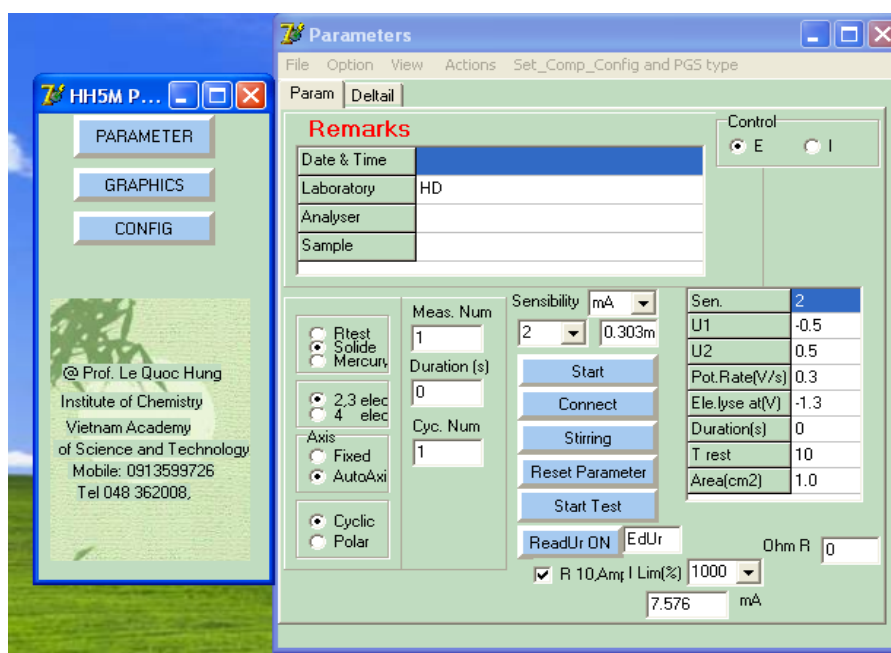 HH5M P...
PARAMETER
GRAPHICS
CONFIG
@ Prof. Le Quoc Hung
Institute of Chemistry
Vietnam Academy
of Science and Technology
Mobile: 0913599726
Tel 048 362008,
Parameters
File Option View Actions Set_Comp_Config and PGS type
Param Deltail
Remarks
Date & Time
Laboratory HD
Analyser
Sample
Control
E I
Rtest
Solide
Mercury
2,3 elec
4 elec
Axis
Fixed
AutoAxi
Cyclic
Polar
Meas. Num
1
Duration (s)
0
Cyc. Num
1
Sensibility mA
2 0.303m
Start
Connect
Stirring
Reset Parameter
Start Test
ReadUr ON EdUr
Sen. 2
U1 -0.5
U2 0.5
Pot.Rate(V/s) 0.3
Ele.lyse at(V) -1.3
Duration(s) 0
T rest 10
Area(cm2) 1.0
Ohm R 0
R 10,Amp I Lim(%) 1000
7.576 mA